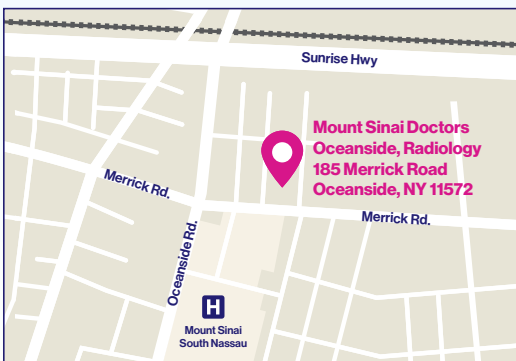 Sunrise Hwy
Mount Sinai Doctors
Oceanside, Radiology
185 Merrick Road
Oceanside, NY 11572
Merrick Rd.
Merrick Rd.
Oceanside Rd.
H
Mount Sinai
South Nassau